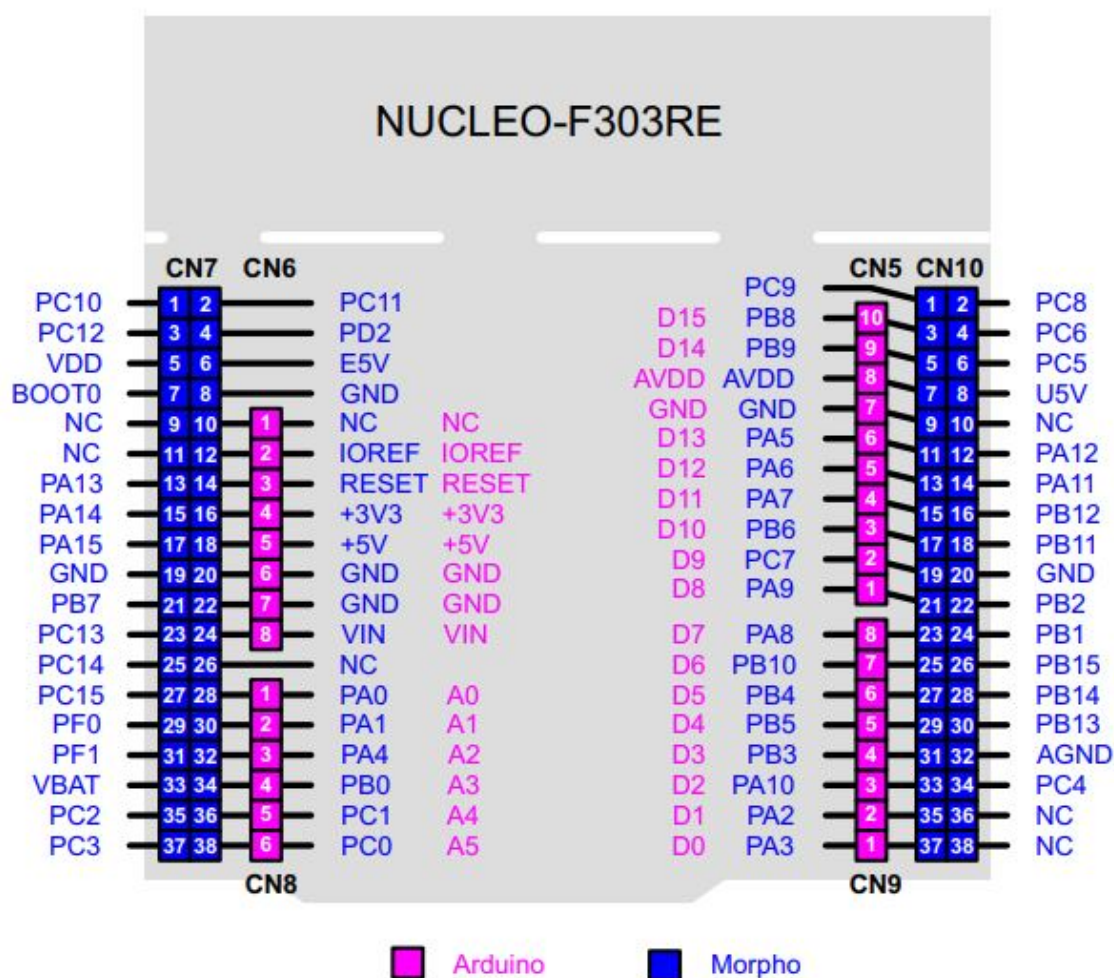 NUCLEO-F303RE
CN7 CN6 CN5 CN10
PC10 1 2 PC11 PC9 1 2 PC8
PC12 3 4 PD2 D15 PB8 10 3 4 PC6
VDD 5 6 E5V D14 PB9 9 5 6 PC5
BOOT0 7 8 GND AVDD AVDD 8 7 8 U5V
NC 9 10 1 NC NC GND GND 7 9 10 NC
NC 11 12 2 IOREF IOREF D13 PA5 6 11 12 PA12
PA13 13 14 3 RESET RESET D12 PA6 5 13 14 PA11
PA14 15 16 4 +3V3 +3V3 D11 PA7 4 15 16 PB12
PA15 17 18 5 +5V +5V D10 PB6 3 17 18 PB11
GND 19 20 6 GND GND D9 PC7 2 19 20 GND
PB7 21 22 7 GND GND D8 PA9 1 21 22 PB2
PC13 23 24 8 VIN VIN D7 PA8 8 23 24 PB1
PC14 25 26 NC D6 PB10 7 25 26 PB15
PC15 27 28 1 PA0 A0 D5 PB4 6 27 28 PB14
PF0 29 30 2 PA1 A1 D4 PB5 5 29 30 PB13
PF1 31 32 3 PA4 A2 D3 PB3 4 31 32 AGND
VBAT 33 34 4 PB0 A3 D2 PA10 3 33 34 PC4
PC2 35 36 5 PC1 A4 D1 PA2 2 35 36 NC
PC3 37 38 6 PC0 A5 D0 PA3 1 37 38 NC
CN8 CN9
Arduino Morpho